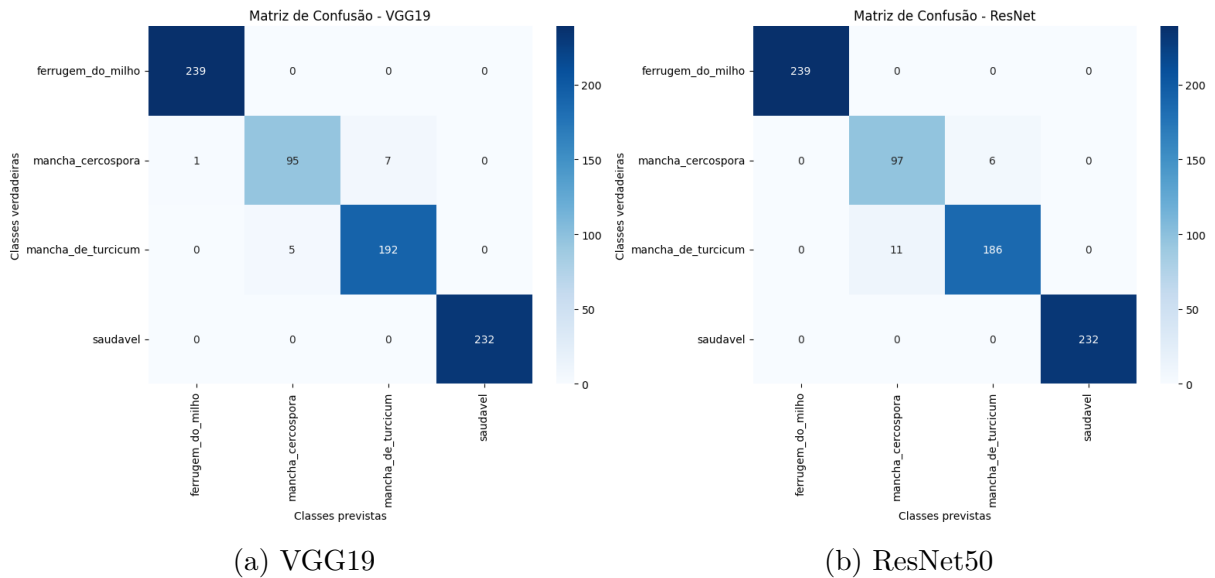 Matriz de Confusão - VGG19
ferrugem_do_milho 239 0 0 0
mancha_cercospora 1 95 7 0
mancha_de_turcicum 0 5 192 0
saudavel 0 0 0 232
Classes verdadeiras
ferrugem_do_milho
mancha_cercospora
mancha_de_turcicum
saudavel
Classes previstas
200
150
100
50
0
(a) VGG19
Matriz de Confusão - ResNet
ferrugem_do_milho 239 0 0 0
mancha_cercospora 0 97 6 0
mancha_de_turcicum 0 11 186 0
saudavel 0 0 0 232
Classes verdadeiras
ferrugem_do_milho
mancha_cercospora
mancha_de_turcicum
saudavel
Classes previstas
200
150
100
50
0
(b) ResNet50